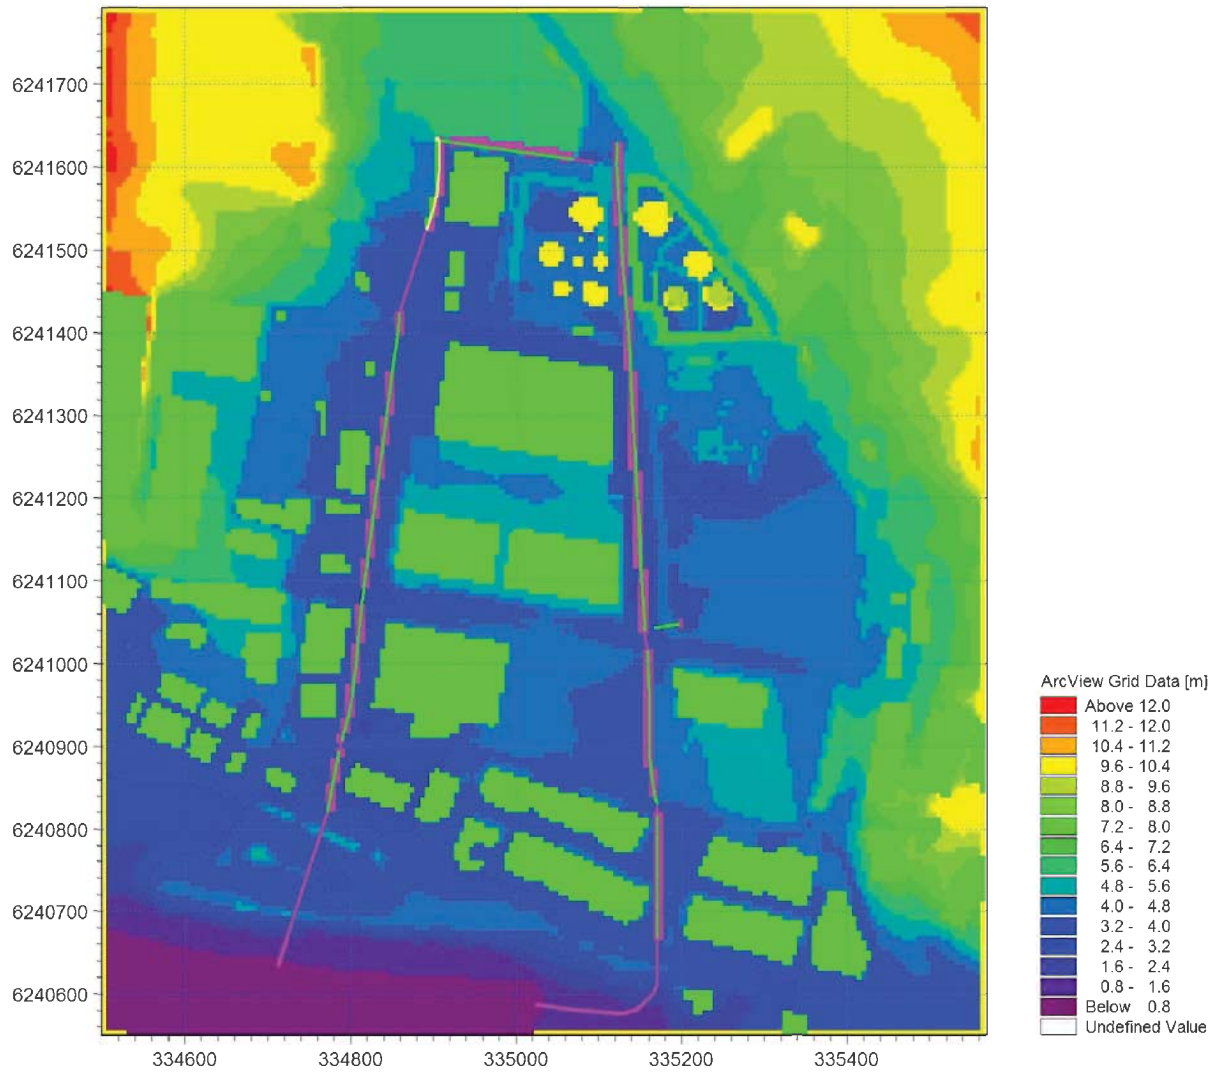 6241700
6241600
6241500
6241400
6241300
6241200
6241100
6241000
6240900
6240800
6240700
6240600
334600 334800 335000 335200 335400
ArcView Grid Data [m]
Above 12.0
11.2 - 12.0
10.4 - 11.2
9.6 - 10.4
8.8 - 9.6
8.0 - 8.8
7.2 - 8.0
6.4 - 7.2
5.6 - 6.4
4.8 - 5.6
4.0 - 4.8
3.2 - 4.0
2.4 - 3.2
1.6 - 2.4
0.8 - 1.6
Below 0.8
Undefined Value